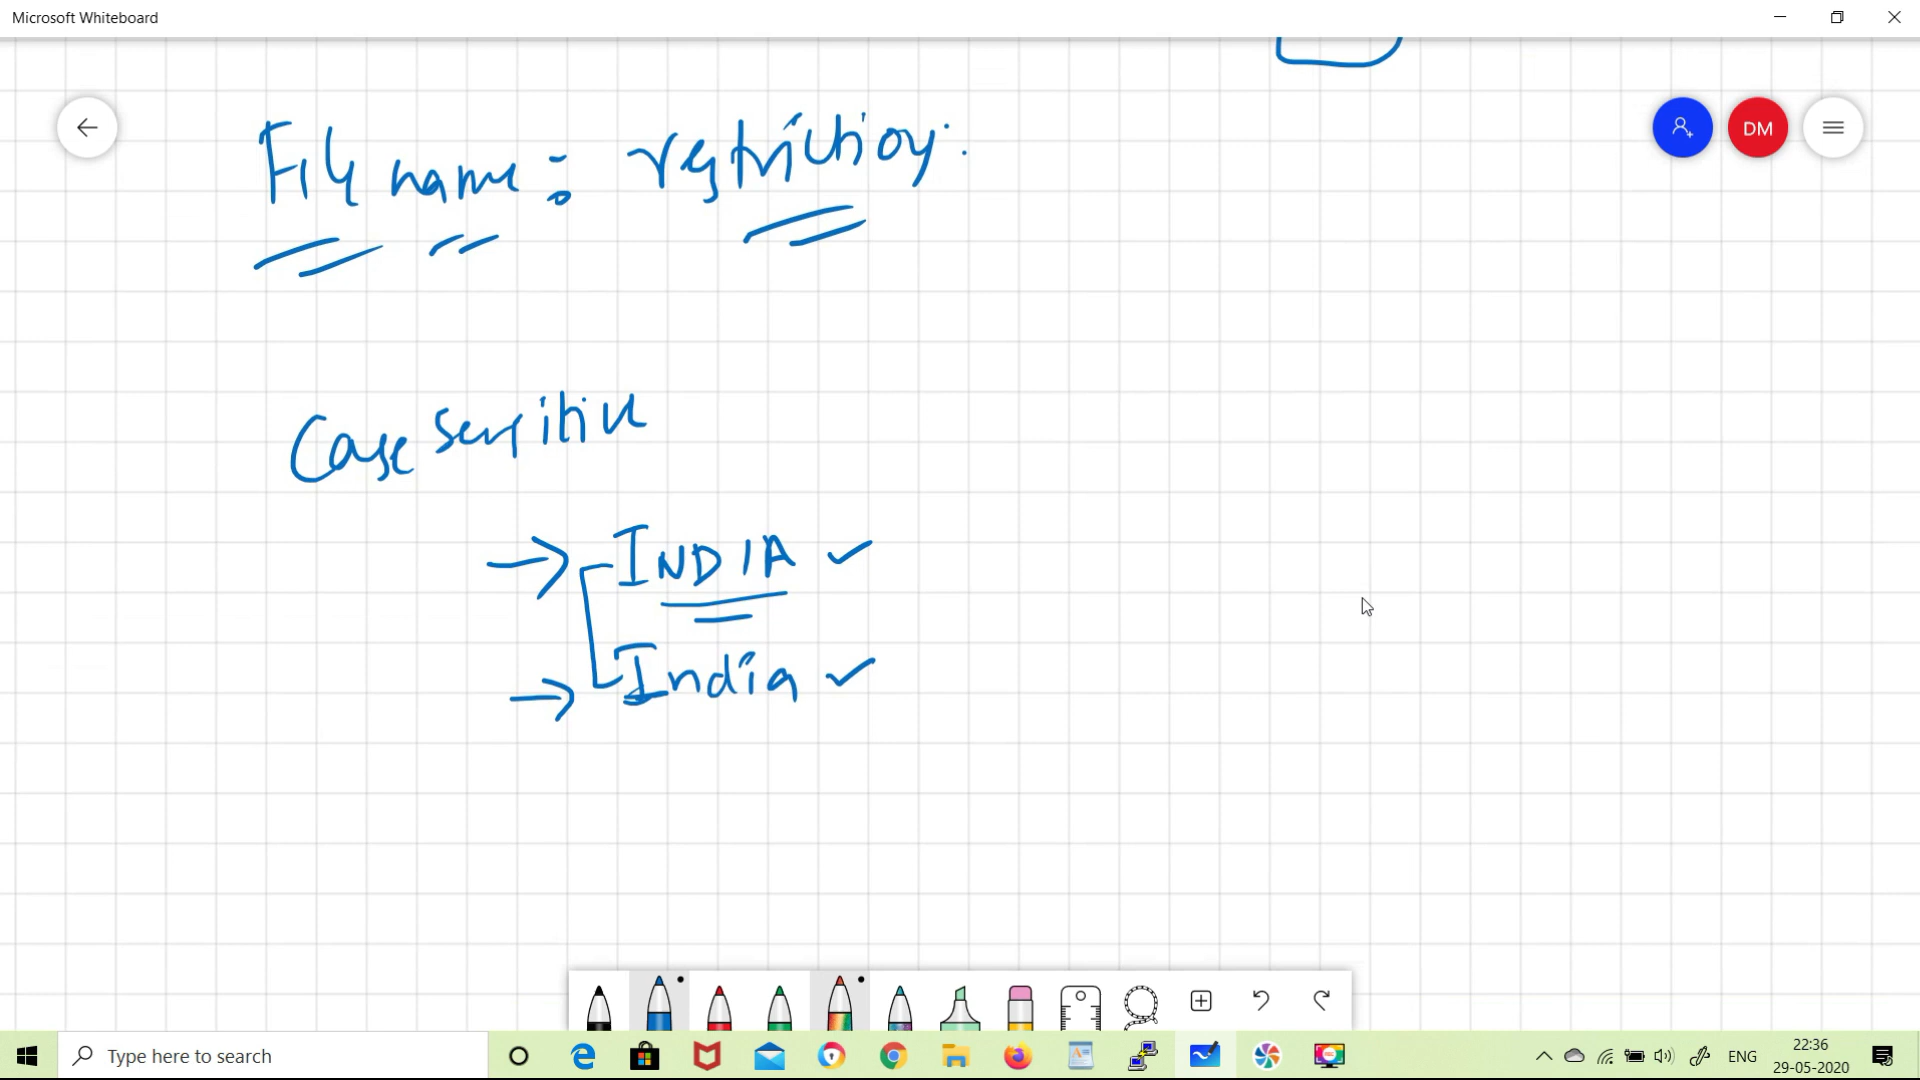 Microsoft Whiteboard
DM
File name : restriction :
Case sensitive
INDIA
India
Type here to search
ENG
22:36
29-05-2020